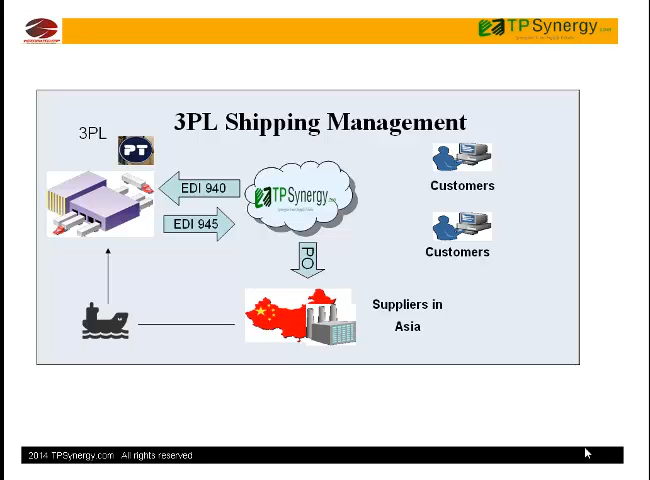 TPSynergy.com
3PL Shipping Management
3PL
PT
EDI 940
TPSynergy.com
Customers
EDI 945
Customers
PO
Suppliers in
Asia
2014 TPSynergy.com All rights reserved